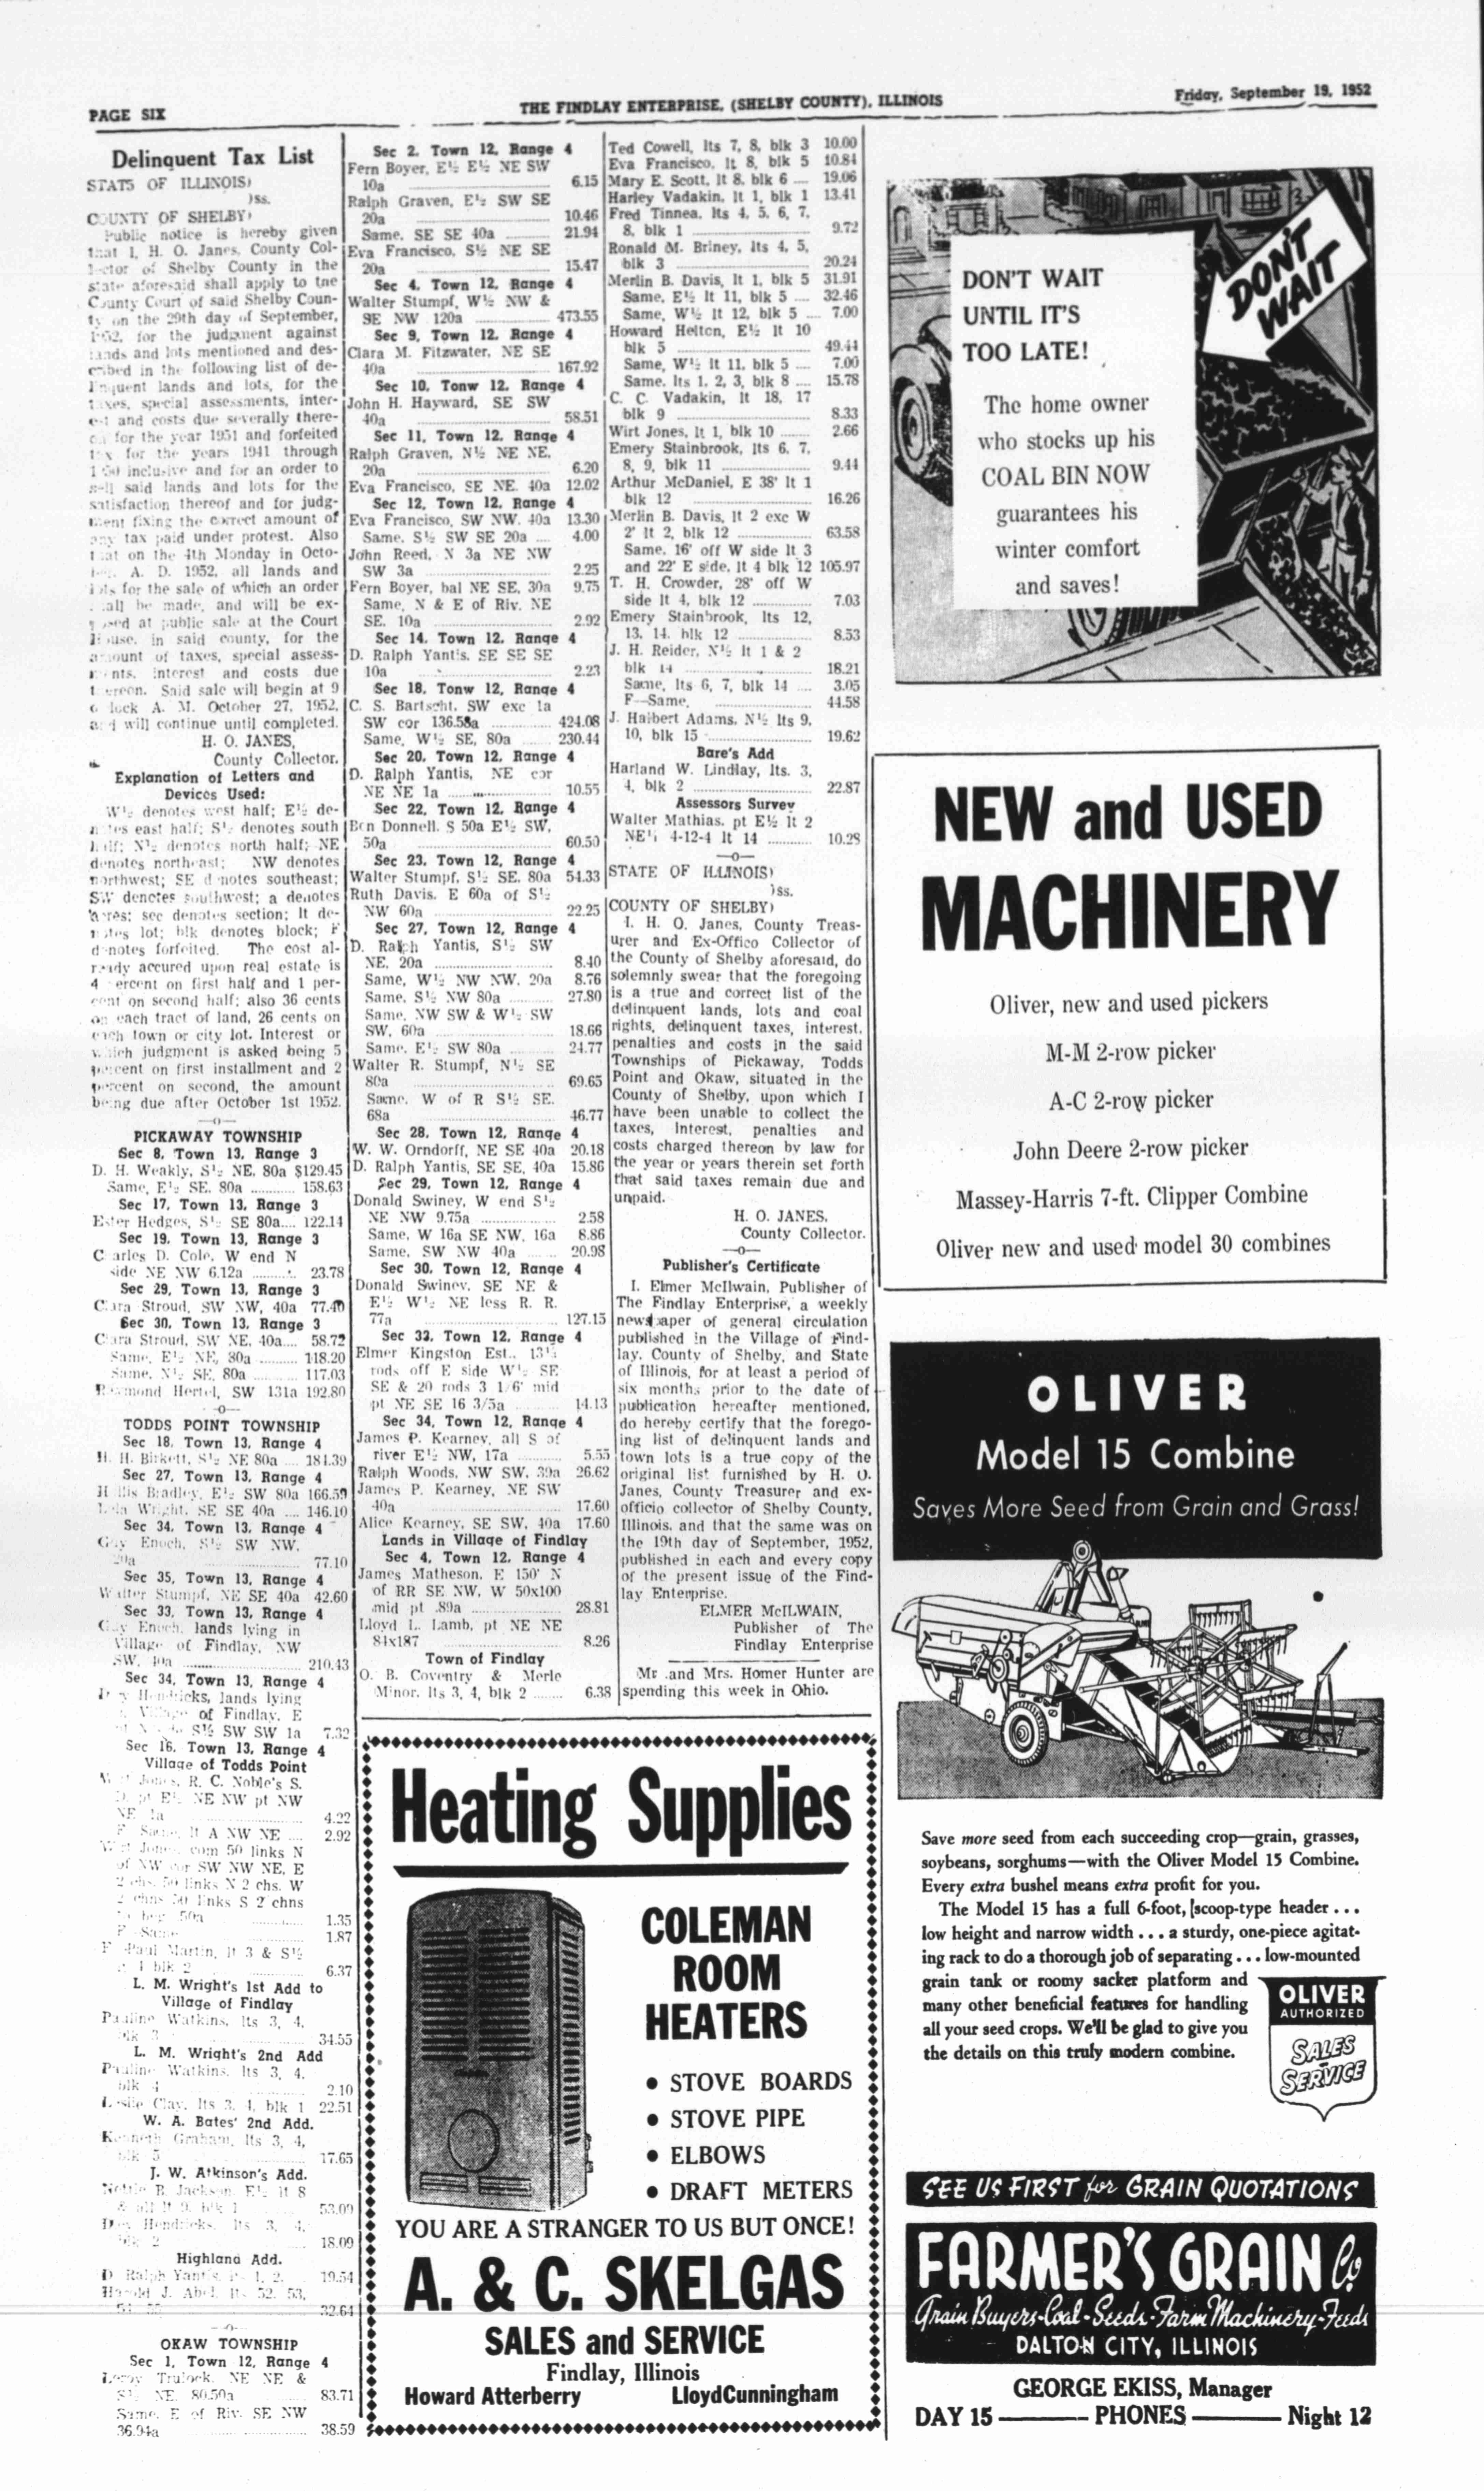 PAGE SIX
THE FINDLAY ENTERPRISE, (SHELBY COUNTY), ILLINOIS
Friday, September 19, 1952
Delinquent Tax List
STAT5 OF ILLINOIS)
)ss.
COUNTY OF SHELBY)
Public notice is hereby given
that I, H. O. Janes, County Col-
lector of Shelby County in the
state aforesaid shall apply to tne
County Court of said Shelby Coun-
ty on the 29th day of September,
1952, for the judgment against
lands and lots mentioned and des-
cribed in the following list of de-
linquent lands and lots, for the
taxes, special assessments, inter-
est and costs due severally there-
on for the year 1951 and forfeited
tax for the years 1941 through
1950 inclusive and for an order to
sell said lands and lots for the
satisfaction thereof and for judg-
ment fixing the correct amount of
any tax paid under protest. Also
that on the 4th Monday in Octo-
ber, A. D. 1952, all lands and
lots for the sale of which an order
shall be made, and will be ex-
posed at public sale at the Court
House, in said county, for the
amount of taxes, special assess-
ments, interest and costs due
thereon. Said sale will begin at 9
o'clock A. M. October 27, 1952,
and will continue until completed.
H. O. JANES,
County Collector.
Explanation of Letters and
Devices Used:
W½ denotes west half; E½ de-
notes east half; S½ denotes south
half; N½ denotes north half; NE
denotes northeast; NW denotes
northwest; SE denotes southeast;
SW denotes southwest; a denotes
acres; sec denotes section; lt de-
notes lot; blk denotes block; F
denotes forfeited. The cost al-
ready accured upon real estate is
4 percent on first half and 1 per-
cent on second half; also 36 cents
on each tract of land, 26 cents on
each town or city lot. Interest or
which judgment is asked being 5
percent on first installment and 2
percent on second, the amount
being due after October 1st 1952.
—o—
PICKAWAY TOWNSHIP
Sec 8, Town 13, Range 3
D. H. Weakly, S½ NE, 80a $129.45
Same, E½ SE, 80a 158.63
Sec 17, Town 13, Range 3
Ester Hedges, S½ SE 80a 122.14
Sec 19, Town 13, Range 3
Charles D. Cole, W end N
side NE NW 6.12a 23.78
Sec 29, Town 13, Range 3
Clara Stroud, SW NW, 40a 77.40
Sec 30, Town 13, Range 3
Clara Stroud, SW NE, 40a 58.72
Same, E½ NE, 80a 118.20
Same, N½ SE, 80a 117.03
Raymond Hertel, SW 131a 192.80
—o—
TODDS POINT TOWNSHIP
Sec 18, Town 13, Range 4
H. H. Birkett, S½ NE 80a 184.39
Sec 27, Town 13, Range 4
Hollis Bradley, E½ SW 80a 166.59
Lela Wright, SE SE 40a 146.10
Sec 34, Town 13, Range 4
Guy Enoch, S½ SW NW,
20a 77.10
Sec 35, Town 13, Range 4
Walter Stumpf, NE SE 40a 42.60
Sec 33, Town 13, Range 4
Guy Enoch, lands lying in
Village of Findlay, NW
SW, 40a 210.43
Sec 34, Town 13, Range 4
Hendricks, lands lying
Village of Findlay, E
S½ SW SW 1a 7.32
Sec 16, Town 13, Range 4
Village of Todds Point
Jones, R. C. Noble's S.
D. pt E½ NE NW pt NW
NE 1a 4.22
F Same, lt A NW NE 2.92
Jones, com 50 links N
of NW cor SW NW NE, E
2 chs. 50 links N 2 chs. W
2 chns 50 links S 2 chns
to beg .50a 1.35
F—Same 1.87
F—Paul Martin, lt 3 & S½
blk 2 6.37
L. M. Wright's 1st Add to
Village of Findlay
Pauline Watkins, lts 3, 4,
blk 3 34.55
L. M. Wright's 2nd Add
Pauline Watkins, lts 3, 4,
blk 4 2.10
Leslie Clay, lts 3, 4, blk 1 22.51
W. A. Bates' 2nd Add.
Kenneth Graham, lts 3, 4,
blk 5 17.65
J. W. Atkinson's Add.
Nettie B. Jackson, E½ lt 8
& all lt 9, blk 1 53.09
Hendricks, lts 3, 4,
blk 2 18.09
Highland Add.
D. Ralph Yantis, lts 1, 2, 19.54
Harold J. Abel, lts 52, 53,
54, 55 32.64
—o—
OKAW TOWNSHIP
Sec 1, Town 12, Range 4
Leroy Trulock, NE NE &
S½ NE, 80.50a 83.71
Same, E of Riv. SE NW
36.94a 38.59
Sec 2, Town 12, Range 4
Fern Boyer, E½ E½ NE SW
10a 6.15
Ralph Graven, E½ SW SE
20a 10.46
Same, SE SE 40a 21.94
Eva Francisco, S½ NE SE
20a 15.47
Sec 4, Town 12, Range 4
Walter Stumpf, W½ NW &
SE NW 120a 473.55
Sec 9, Town 12, Range 4
Clara M. Fitzwater, NE SE
40a 167.92
Sec 10, Tonw 12, Range 4
John H. Hayward, SE SW
40a 58.51
Sec 11, Town 12, Range 4
Ralph Graven, N½ NE NE,
20a 6.20
Eva Francisco, SE NE, 40a 12.02
Sec 12, Town 12, Range 4
Eva Francisco, SW NW, 40a 13.30
Same, S½ SW SE 20a 4.00
John Reed, N 3a NE NW
SW 3a 2.25
Fern Boyer, bal NE SE, 30a 9.75
Same, N & E of Riv. NE
SE, 10a 2.92
Sec 14, Town 12, Range 4
D. Ralph Yantis, SE SE SE
10a 2.23
Sec 18, Tonw 12, Range 4
C. S. Bartscht, SW exc 1a
SW cor 136.58a 424.08
Same, W½ SE, 80a 230.44
Sec 20, Town 12, Range 4
D. Ralph Yantis, NE cor
NE NE 1a 10.55
Sec 22, Town 12, Range 4
Ben Donnell, S 50a E½ SW,
50a 60.50
Sec 23, Town 12, Range 4
Walter Stumpf, S½ SE, 80a 54.33
Ruth Davis, E 60a of S½
NW 60a 22.25
Sec 27, Town 12, Range 4
D. Ralph Yantis, S½ SW
NE, 20a 8.40
Same, W½ NW NW, 20a 8.76
Same, S½ NW 80a 27.80
Same, NW SW & W½ SW
SW, 60a 18.66
Same, E½ SW 80a 24.77
Walter R. Stumpf, N½ SE
80a 69.65
Same, W of R S½ SE,
68a 46.77
Sec 28, Town 12, Range 4
W. W. Orndorff, NE SE 40a 20.18
D. Ralph Yantis, SE SE, 40a 15.86
Sec 29, Town 12, Range 4
Donald Swiney, W end S½
NE NW 9.75a 2.58
Same, W 16a SE NW, 16a 8.86
Same, SW NW 40a 20.98
Sec 30, Town 12, Range 4
Donald Swiney, SE NE &
E½ W½ NE less R. R.
77a 127.15
Sec 32, Town 12, Range 4
Elmer Kingston Est., 13½
rods off E side W½ SE
SE & 20 rods 3 1/6' mid
pt NE SE 16 3/5a 14.13
Sec 34, Town 12, Range 4
James P. Kearney, all S of
river E½ NW, 17a 5.55
Ralph Woods, NW SW, 39a 26.62
James P. Kearney, NE SW
40a 17.60
Alice Kearney, SE SW, 40a 17.60
Lands in Village of Findlay
Sec 4, Town 12, Range 4
James Matheson, E 150' N
of RR SE NW, W 50x100
mid pt .89a 28.81
Lloyd L. Lamb, pt NE NE
84x187 8.26
Town of Findlay
O. B. Coventry & Merle
Minor, lts 3, 4, blk 2 6.38
Ted Cowell, lts 7, 8, blk 3 10.00
Eva Francisco, lt 8, blk 5 10.84
Mary E. Scott, lt 8, blk 6 19.06
Harley Vadakin, lt 1, blk 1 13.41
Fred Tinnea, lts 4, 5, 6, 7,
8, blk 1 9.72
Ronald M. Briney, lts 4, 5,
blk 3 20.24
Merlin B. Davis, lt 1, blk 5 31.91
Same, E½ lt 11, blk 5 32.46
Same, W½ lt 12, blk 5 7.00
Howard Helton, E½ lt 10
blk 5 49.44
Same, W½ lt 11, blk 5 7.00
Same, lts 1, 2, 3, blk 8 15.78
C. C. Vadakin, lt 18, 17
blk 9 8.33
Wirt Jones, lt 1, blk 10 2.66
Emery Stainbrook, lts 6, 7,
8, 9, blk 11 9.44
Arthur McDaniel, E 38' lt 1
blk 12 16.26
Merlin B. Davis, lt 2 exc W
2' lt 2, blk 12 63.58
Same, 16' off W side lt 3
and 22' E side, lt 4 blk 12 105.97
T. H. Crowder, 28' off W
side lt 4, blk 12 7.03
Emery Stainbrook, lts 12,
13, 14, blk 12 8.53
J. H. Reider, N½ lt 1 & 2
blk 14 18.21
Same, lts 6, 7, blk 14 3.05
F—Same, 44.58
J. Halbert Adams, N½ lts 9,
10, blk 15 19.62
Bare's Add
Harland W. Lindlay, lts. 3,
4, blk 2 22.87
Assessors Survey
Walter Mathias, pt E½ lt 2
NE¼ 4-12-4 lt 14 10.28
—o—
STATE OF ILLINOIS)
)ss.
COUNTY OF SHELBY)
I, H. O. Janes, County Treas-
urer and Ex-Offico Collector of
the County of Shelby aforesaid, do
solemnly swear that the foregoing
is a true and correct list of the
delinquent lands, lots and coal
rights, delinquent taxes, interest,
penalties and costs in the said
Townships of Pickaway, Todds
Point and Okaw, situated in the
County of Shelby, upon which I
have been unable to collect the
taxes, Interest, penalties and
costs charged thereon by law for
the year or years therein set forth
that said taxes remain due and
unpaid.
H. O. JANES,
County Collector.
—o—
Publisher's Certificate
I, Elmer McIlwain, Publisher of
The Findlay Enterprise, a weekly
newspaper of general circulation
published in the Village of Find-
lay, County of Shelby, and State
of Illinois, for at least a period of
six months prior to the date of
publication hereafter mentioned,
do hereby certify that the forego-
ing list of delinquent lands and
town lots is a true copy of the
original list furnished by H. O.
Janes, County Treasurer and ex-
officio collector of Shelby County,
Illinois, and that the same was on
the 19th day of September, 1952,
published in each and every copy
of the present issue of the Find-
lay Enterprise.
ELMER McILWAIN,
Publisher of The
Findlay Enterprise
Mr .and Mrs. Homer Hunter are
spending this week in Ohio.
Heating Supplies
COLEMAN
ROOM
HEATERS
• STOVE BOARDS
• STOVE PIPE
• ELBOWS
• DRAFT METERS
YOU ARE A STRANGER TO US BUT ONCE!
A. & C. SKELGAS
SALES and SERVICE
Findlay, Illinois
Howard Atterberry LloydCunningham
DON'T WAIT
DON'T WAIT
UNTIL IT'S
TOO LATE!
The home owner
who stocks up his
COAL BIN NOW
guarantees his
winter comfort
and saves!
NEW and USED
MACHINERY
Oliver, new and used pickers
M-M 2-row picker
A-C 2-row picker
John Deere 2-row picker
Massey-Harris 7-ft. Clipper Combine
Oliver new and used model 30 combines
OLIVER
Model 15 Combine
Saves More Seed from Grain and Grass!
Save more seed from each succeeding crop—grain, grasses,
soybeans, sorghums—with the Oliver Model 15 Combine.
Every extra bushel means extra profit for you.
The Model 15 has a full 6-foot, scoop-type header ...
low height and narrow width ... a sturdy, one-piece agitat-
ing rack to do a thorough job of separating ... low-mounted
grain tank or roomy sacker platform and
many other beneficial features for handling
all your seed crops. We'll be glad to give you
the details on this truly modern combine.
OLIVER
AUTHORIZED
SALES
SERVICE
SEE US FIRST for GRAIN QUOTATIONS
FARMER'S GRAIN Co
Grain Buyers-Coal-Seeds-Farm Machinery-Feeds
DALTON CITY, ILLINOIS
GEORGE EKISS, Manager
DAY 15 — PHONES — Night 12